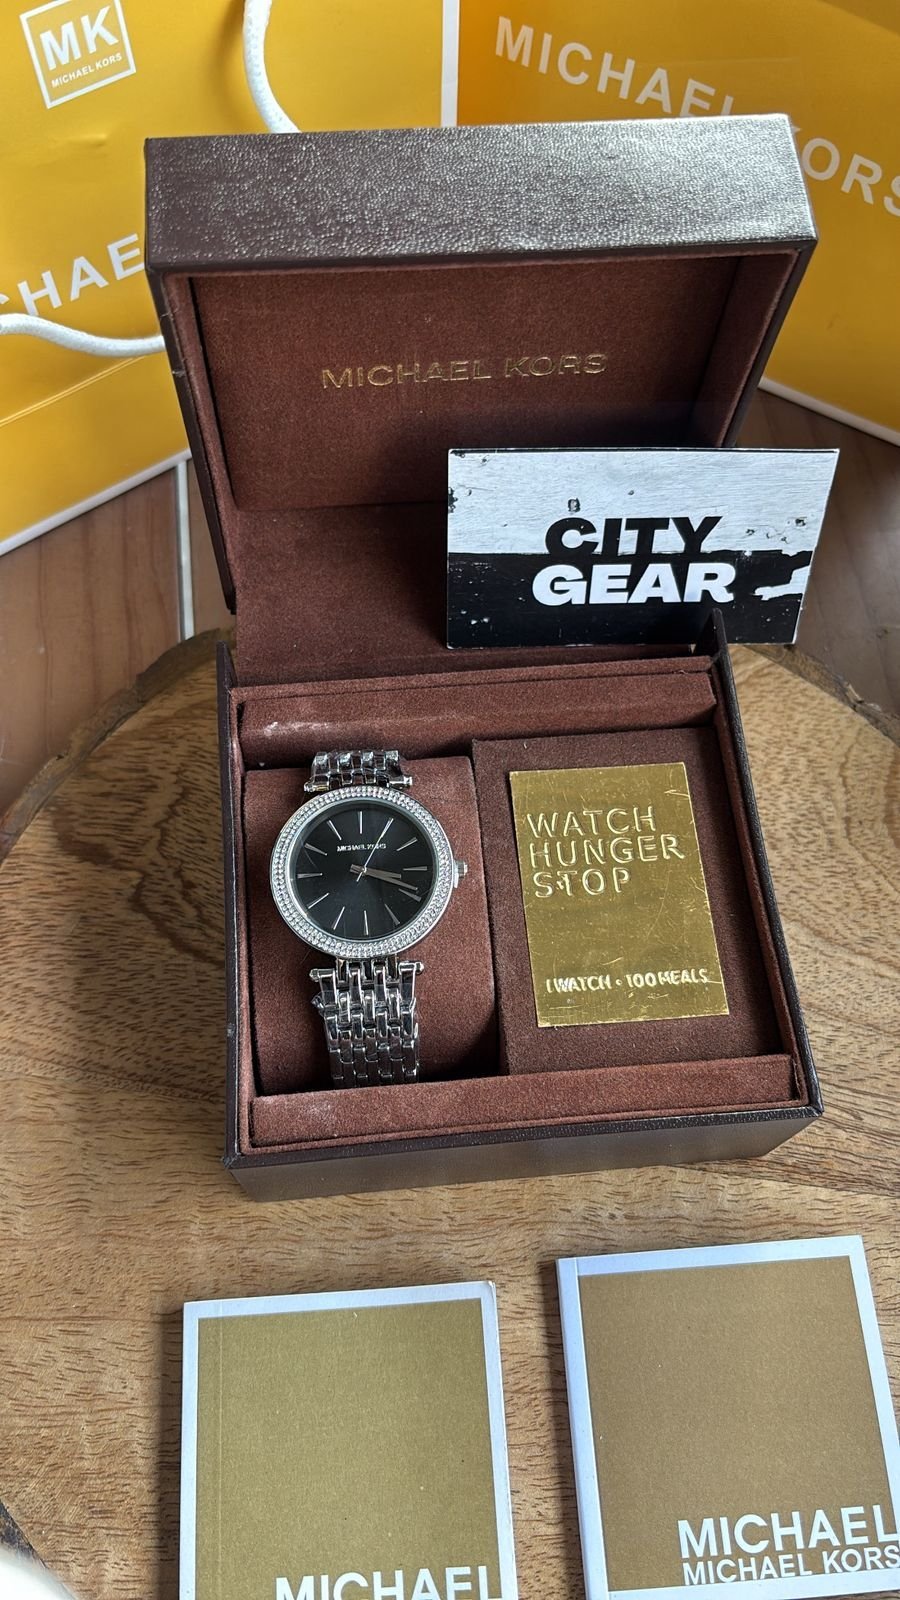 MK
MICHAEL KORS
MICHAEL
KORS
CHAE
MICHAEL KORS
CITY
GEAR
MICHAEL KORS
WATCH
HUNGER
STOP
1 WATCH · 100 MEALS
MICHAEL
MICHAEL KORS
MICHAEL